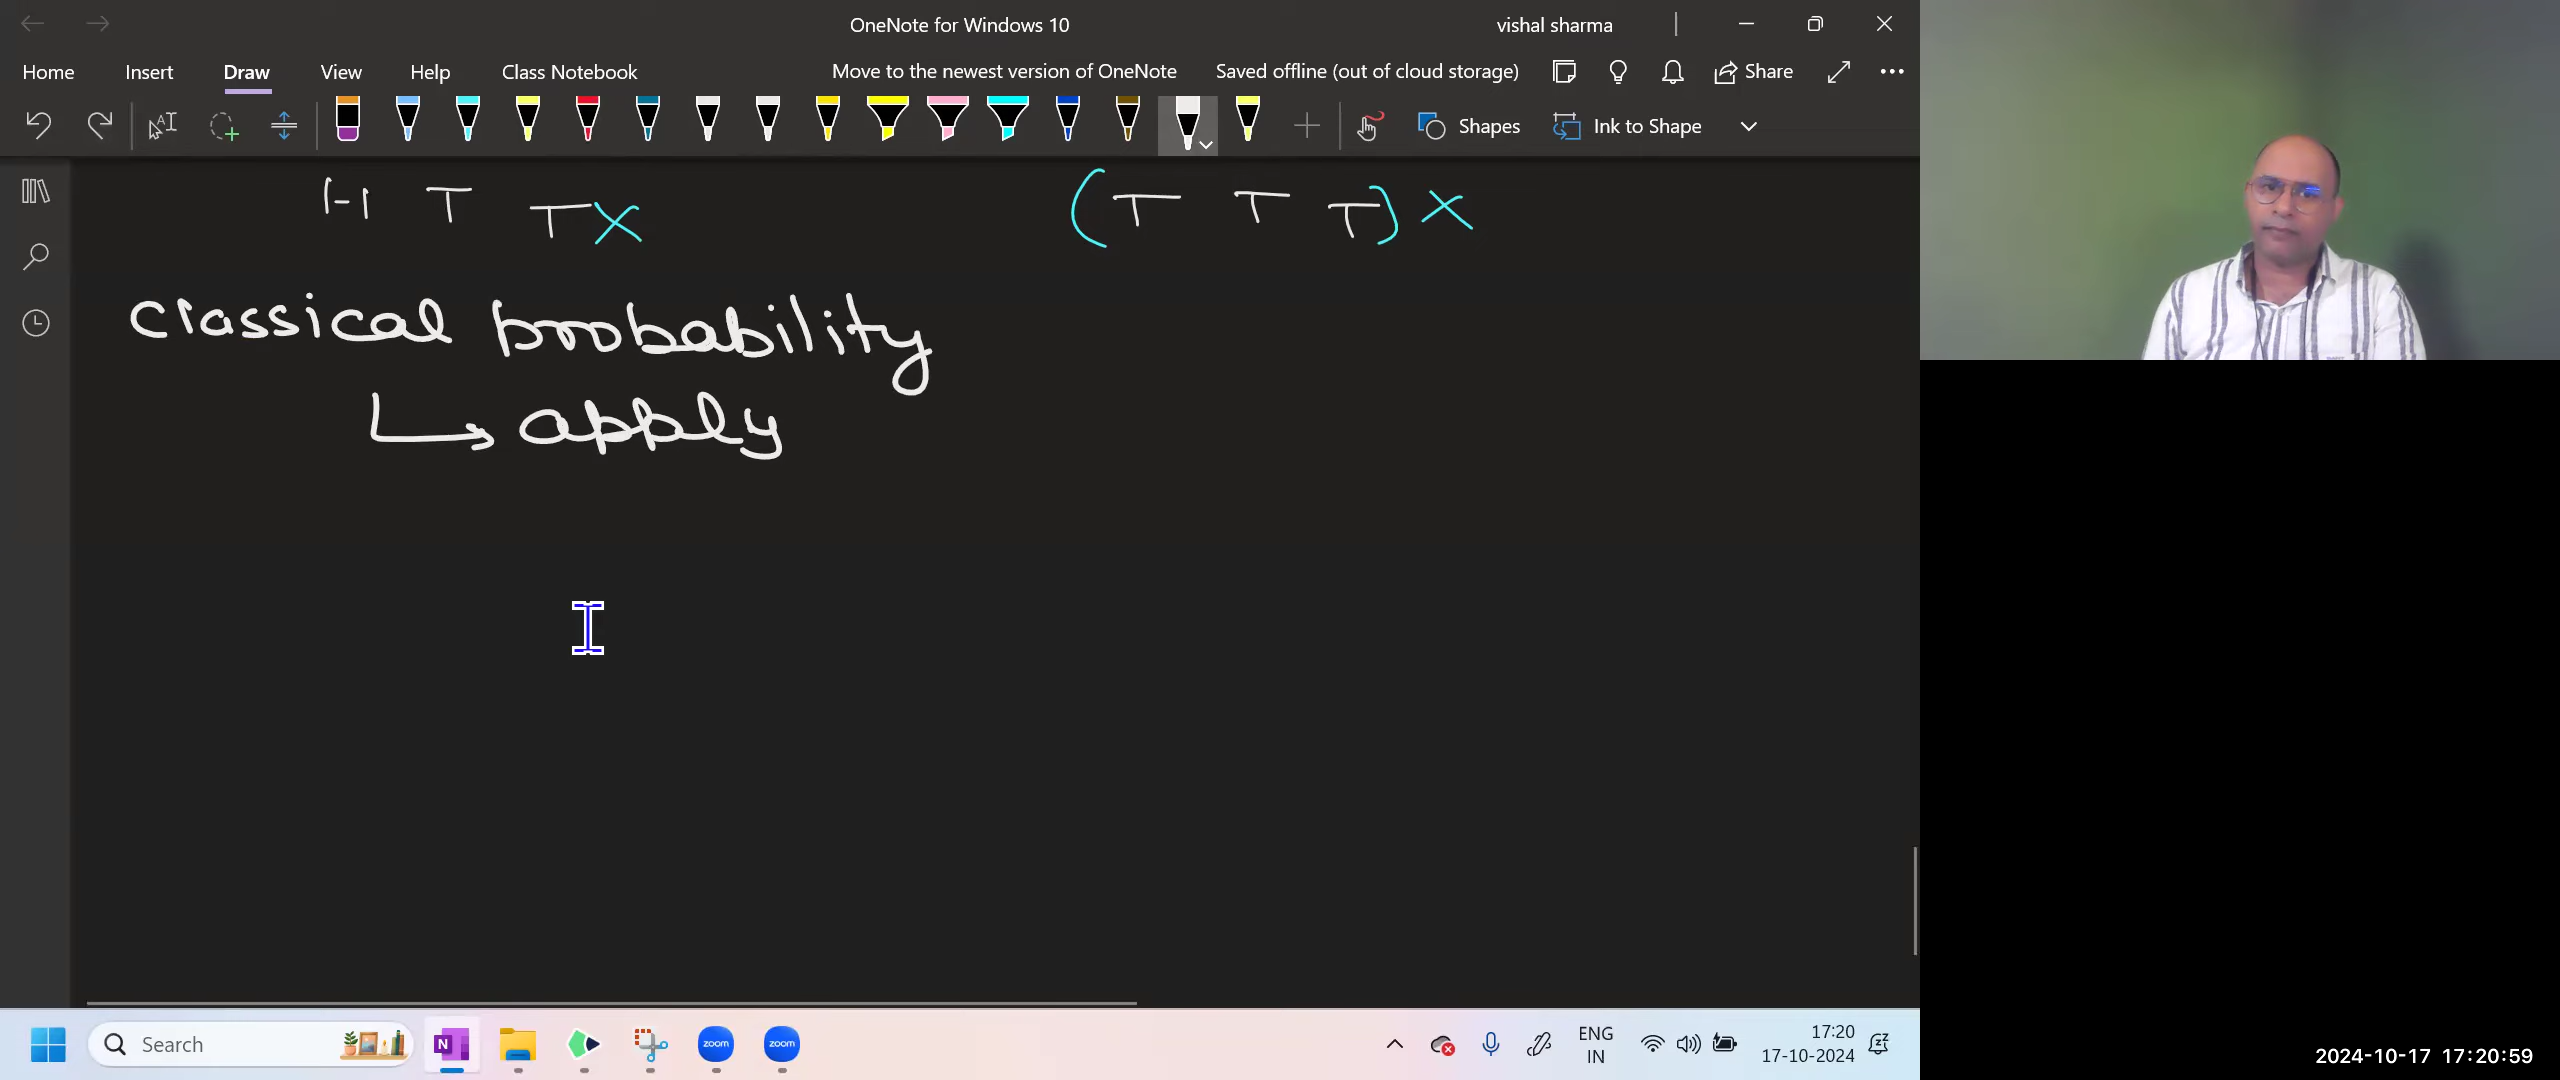 OneNote for Windows 10
vishal sharma
Home Insert Draw View Help Class Notebook
Move to the newest version of OneNote Saved offline (out of cloud storage) Share
Shapes Ink to Shape
H T T X (T T T) X
classical probability
↳ apply
Search
N
zoom zoom
ENG
IN
17:20
17-10-2024
2024-10-17 17:20:59